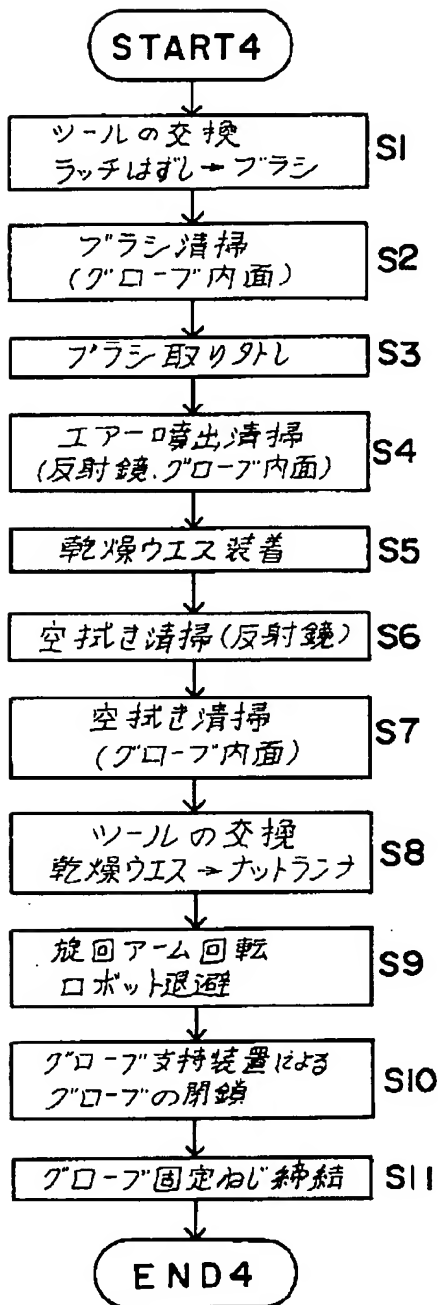 START4
ツールの交換
ラッチはずし→ブラシ
S1
ブラシ清掃
(グローブ内面)
S2
ブラシ取り外し
S3
エアー噴出清掃
(反射鏡、グローブ内面)
S4
乾燥ウエス装着
S5
空拭き清掃(反射鏡)
S6
空拭き清掃
(グローブ内面)
S7
ツールの交換
乾燥ウエス→ナットランナ
S8
旋回アーム回転
ロボット退避
S9
グローブ支持装置による
グローブの閉鎖
S10
グローブ固定ねじ締結
S11
END4